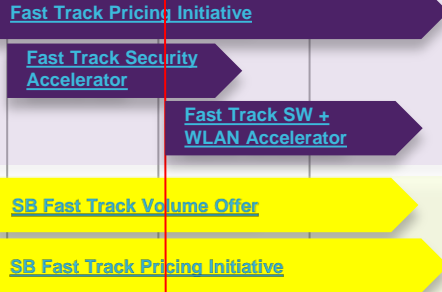 Fast Track Pricing Initiative
Fast Track Security
Accelerator
Fast Track SW +
WLAN Accelerator
SB Fast Track Volume Offer
SB Fast Track Pricing Initiative